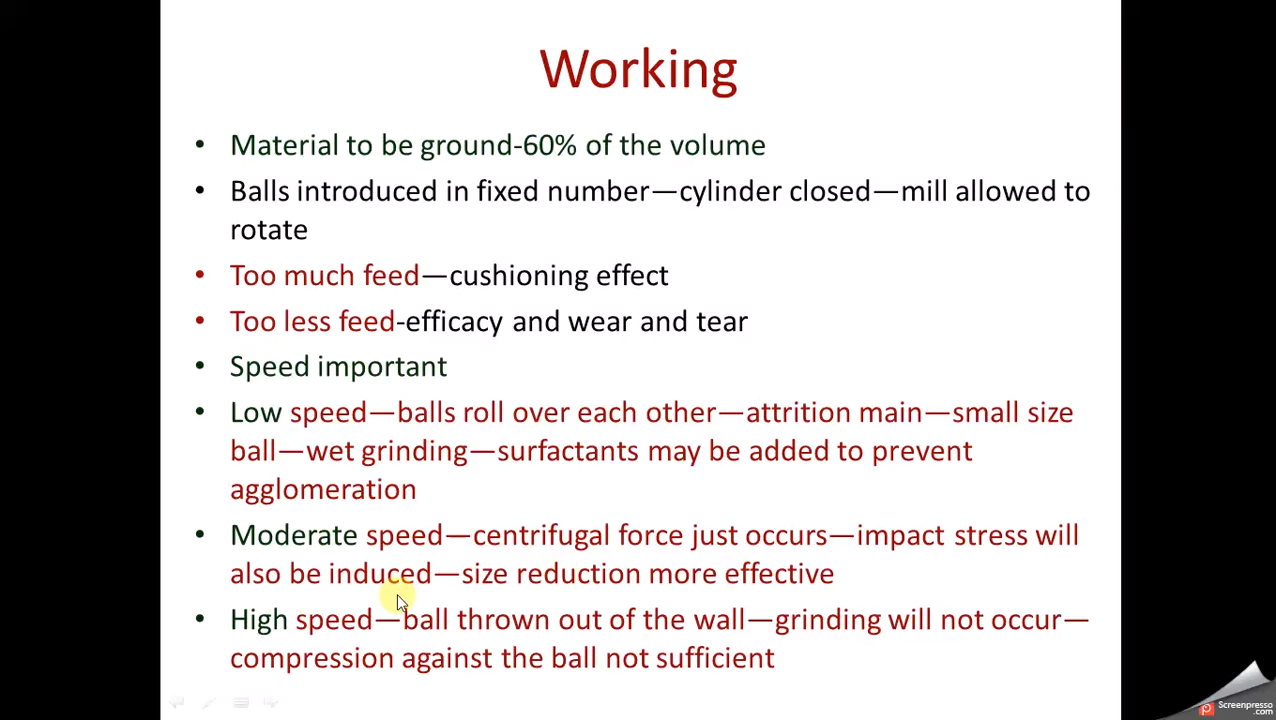 Working
• Material to be ground-60% of the volume
• Balls introduced in fixed number—cylinder closed—mill allowed to
rotate
• Too much feed—cushioning effect
• Too less feed-efficacy and wear and tear
• Speed important
• Low speed—balls roll over each other—attrition main—small size
ball—wet grinding—surfactants may be added to prevent
agglomeration
• Moderate speed—centrifugal force just occurs—impact stress will
also be induced—size reduction more effective
• High speed—ball thrown out of the wall—grinding will not occur—
compression against the ball not sufficient
Screenpresso
.com